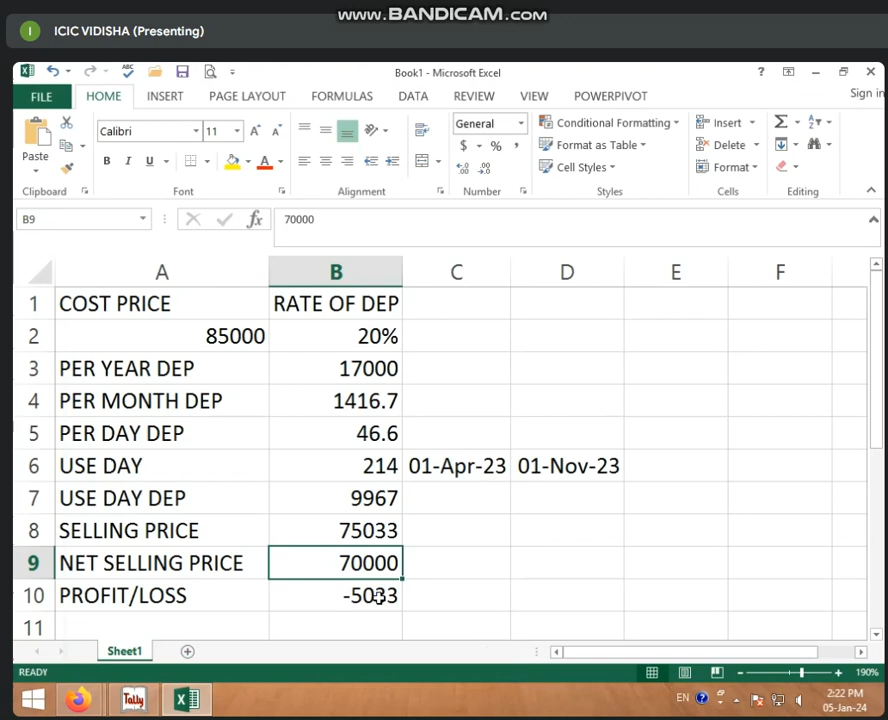 www.BANDICAM.com
I ICIC VIDISHA (Presenting)
ABC
Book1 - Microsoft Excel
?
FILE HOME INSERT PAGE LAYOUT FORMULAS DATA REVIEW VIEW POWERPIVOT Sign in
Paste
Calibri 11 A A
B I U A
General
$ % ,
Conditional Formatting
Format as Table
Cell Styles
Insert
Delete
Format
Clipboard Font Alignment Number Styles Cells Editing
B9 fx 70000
A B C D E F
1 COST PRICE RATE OF DEP
2 85000 20%
3 PER YEAR DEP 17000
4 PER MONTH DEP 1416.7
5 PER DAY DEP 46.6
6 USE DAY 214 01-Apr-23 01-Nov-23
7 USE DAY DEP 9967
8 SELLING PRICE 75033
9 NET SELLING PRICE 70000
10 PROFIT/LOSS -5033
11
Sheet1
READY 190%
Tally EN 2:22 PM
05-Jan-24